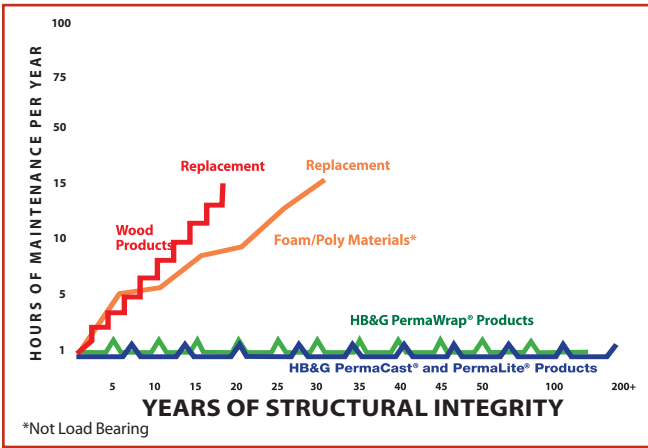 HOURS OF MAINTENANCE PER YEAR
100
75
50
15
10
5
1
Replacement
Replacement
Wood
Products
Foam/Poly Materials*
HB&G PermaWrap® Products
HB&G PermaCast® and PermaLite® Products
5 10 15 20 25 30 35 40 45 50 100 200+
YEARS OF STRUCTURAL INTEGRITY
*Not Load Bearing